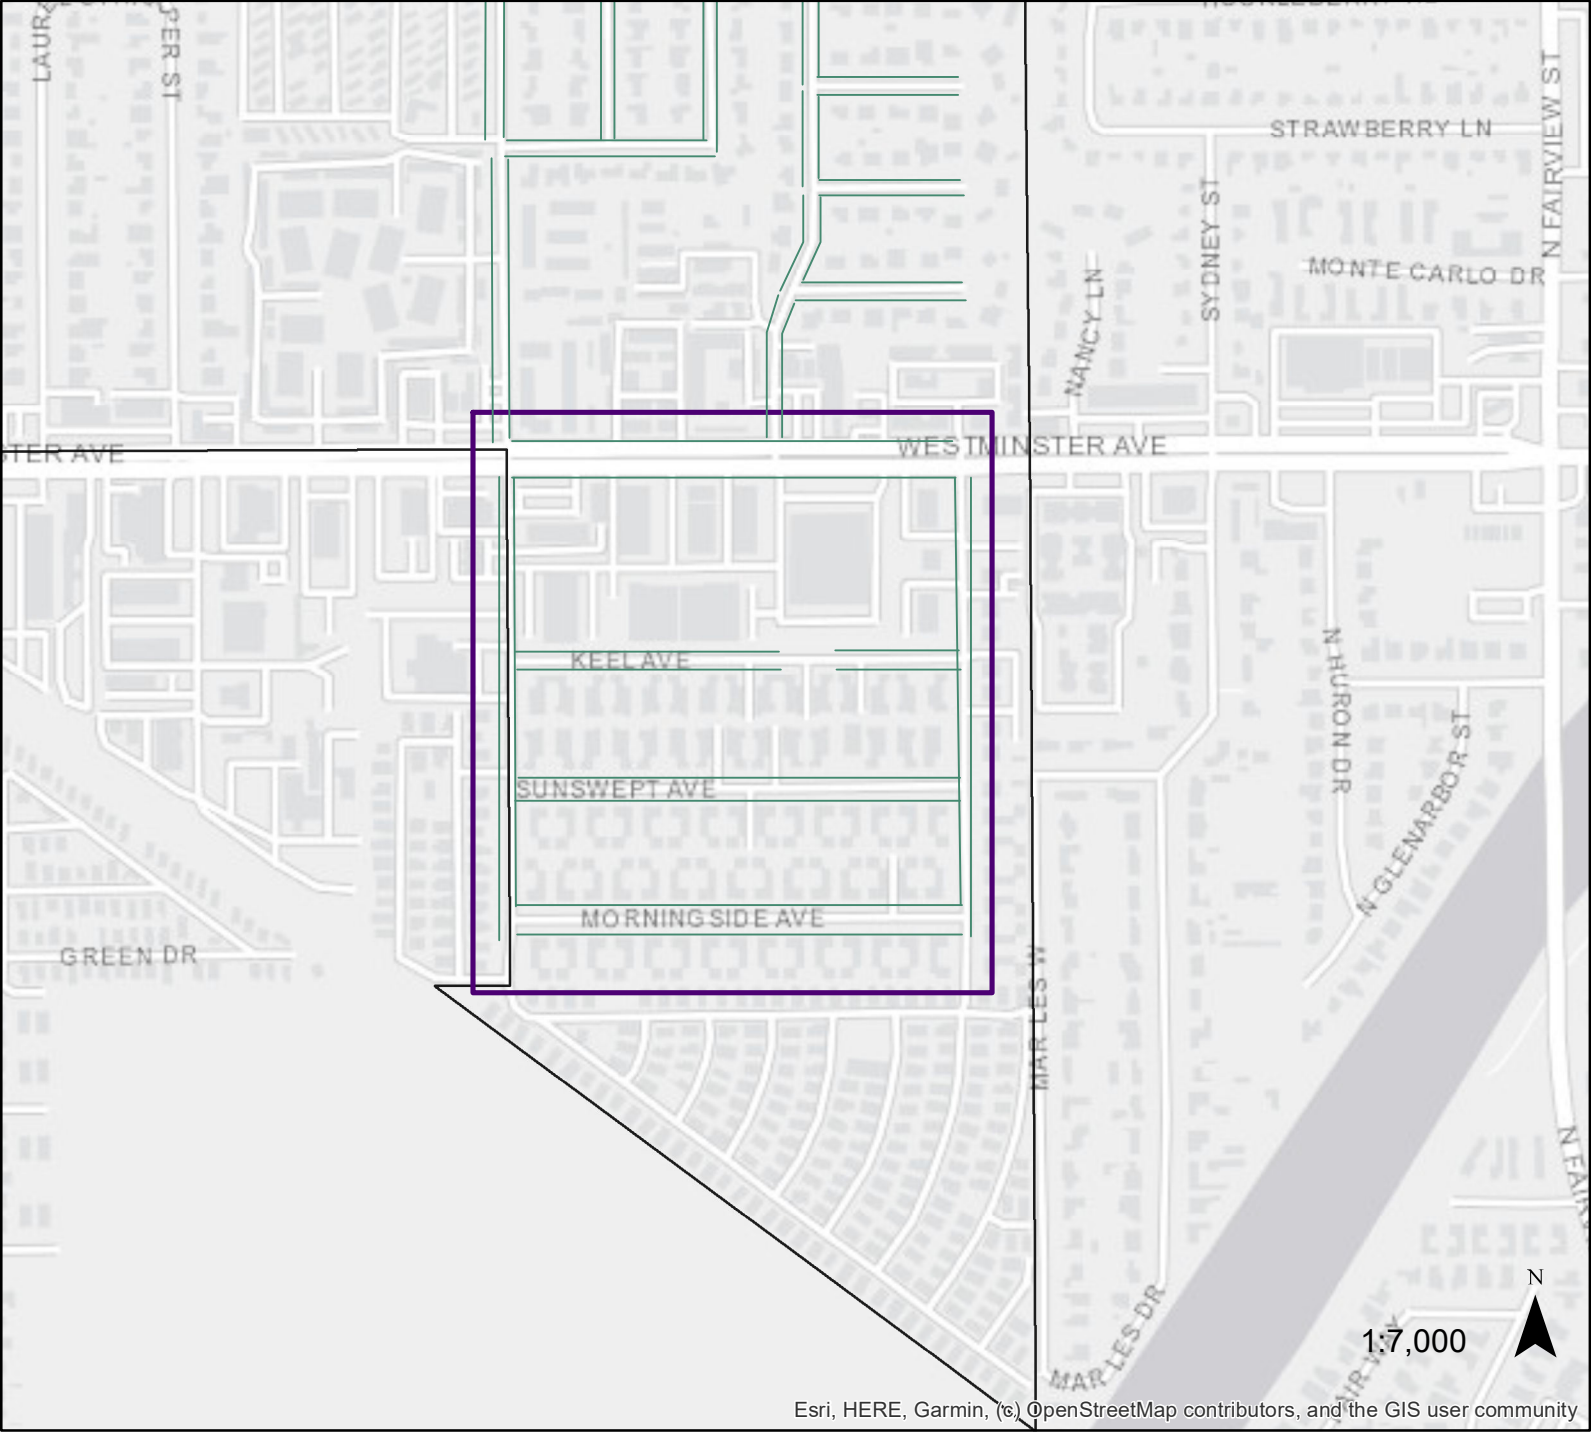 STRAWBERRY LN
N FAIRVIEW ST
SYDNEY ST
MONTE CARLO DR
NANCY LN
STER AVE
WESTMINSTER AVE
KEEL AVE
N HURON DR
SUNSWEPT AVE
N GLENARBOR ST
MORNINGSIDE AVE
GREEN DR
MAR LES W
MAR LES DR
N
1:7,000
Esri, HERE, Garmin, (c) OpenStreetMap contributors, and the GIS user community